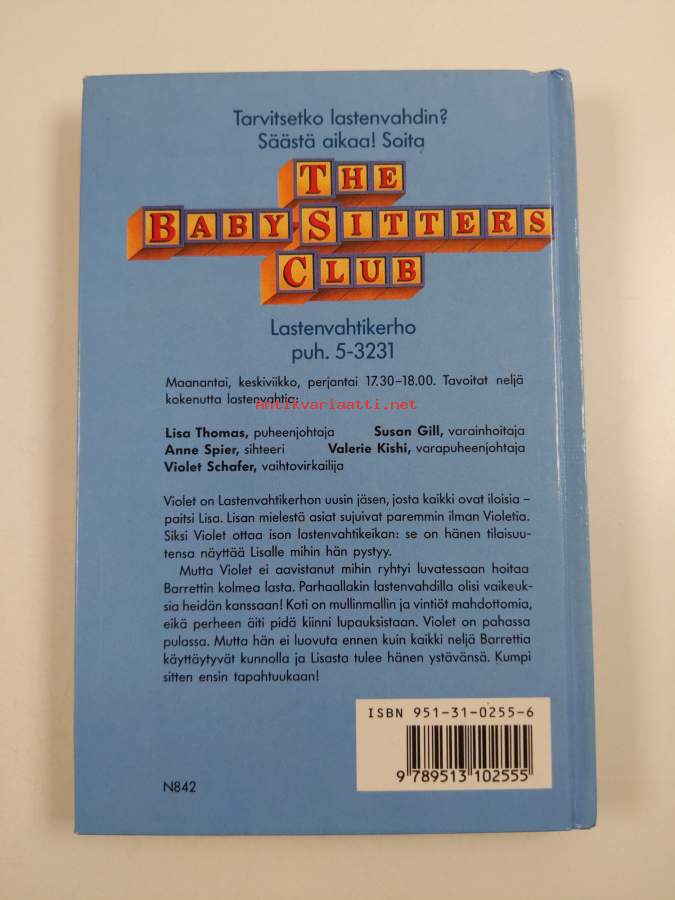 Tarvitsetko lastenvahdin?
Säästä aikaa! Soita
THE
BABY-SITTERS
CLUB
Lastenvahtikerho
puh. 5-3231
Maanantai, keskiviikko, perjantai 17.30–18.00. Tavoitat neljä
kokenutta lastenvahtia:
antikvariaatti.net
Lisa Thomas, puheenjohtaja Susan Gill, varainhoitaja
Anne Spier, sihteeri Valerie Kishi, varapuheenjohtaja
Violet Schafer, vaihtovirkailija
Violet on Lastenvahtikerhon uusin jäsen, josta kaikki ovat iloisia –
paitsi Lisa. Lisan mielestä asiat sujuivat paremmin ilman Violetia.
Siksi Violet ottaa ison lastenvahtikeikan: se on hänen tilaisuu-
tensa näyttää Lisalle mihin hän pystyy.
Mutta Violet ei aavistanut mihin ryhtyi luvatessaan hoitaa
Barrettin kolmea lasta. Parhaallakin lastenvahdilla olisi vaikeuk-
sia heidän kanssaan! Koti on mullinmallin ja vintiöt mahdottomia,
eikä perheen äiti pidä kiinni lupauksistaan. Violet on pahassa
pulassa. Mutta hän ei luovuta ennen kuin kaikki neljä Barrettia
käyttäytyvät kunnolla ja Lisasta tulee hänen ystävänsä. Kumpi
sitten ensin tapahtuukaan!
ISBN 951-31-0255-6
9 789513 102555
N842